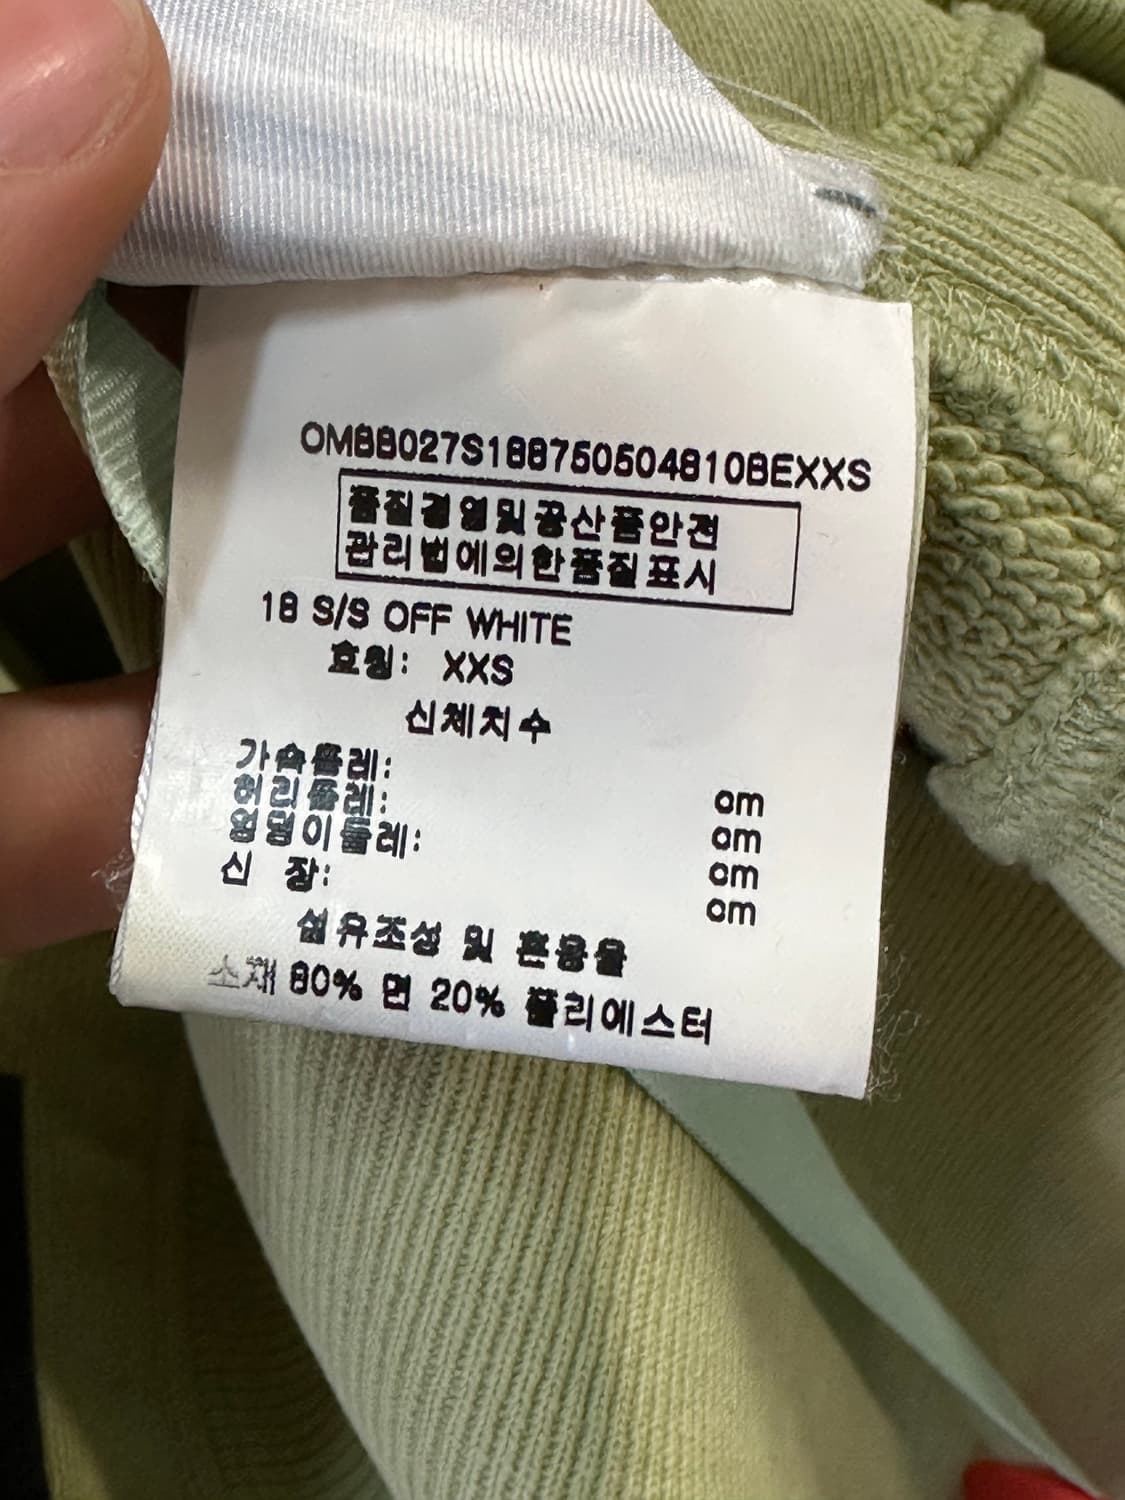 OMBB027S188750504810BEXXS
품질경영및공산품안전
관리법에의한품질표시
18 S/S OFF WHITE
호칭: XXS
신체치수
가슴둘레: cm
허리둘레: cm
엉덩이둘레: cm
신 장: cm
섬유조성 및 혼용율
소재 80% 면 20% 폴리에스터